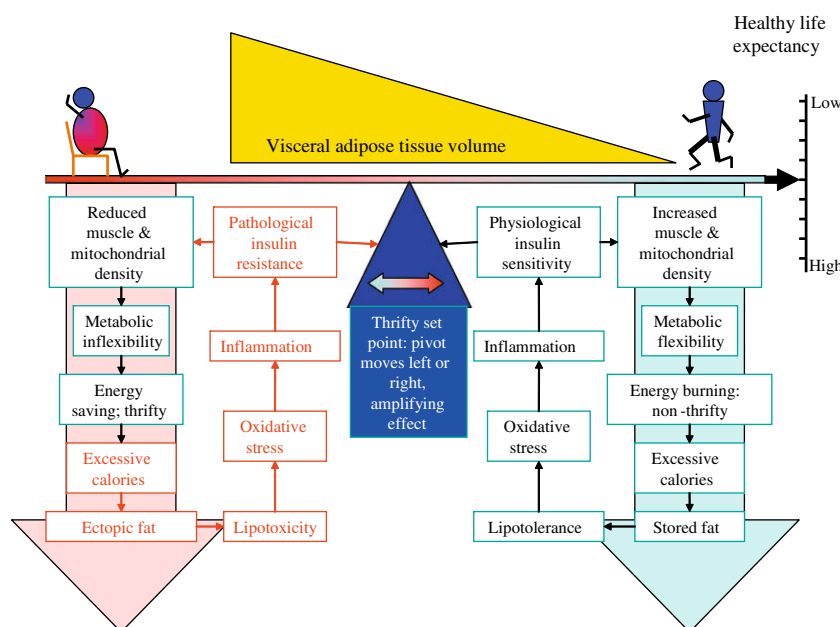 Healthy life
expectancy
Low
High
Visceral adipose tissue volume
Reduced
muscle &
mitochondrial
density
Metabolic
inflexibility
Energy
saving; thrifty
Excessive
calories
Ectopic fat
Pathological
insulin
resistance
Inflammation
Oxidative
stress
Lipotoxicity
Thrifty set
point: pivot
moves left or
right,
amplifying
effect
Physiological
insulin
sensitivity
Inflammation
Oxidative
stress
Lipotolerance
Increased
muscle &
mitochondrial
density
Metabolic
flexibility
Energy burning:
non -thrifty
Excessive
calories
Stored fat